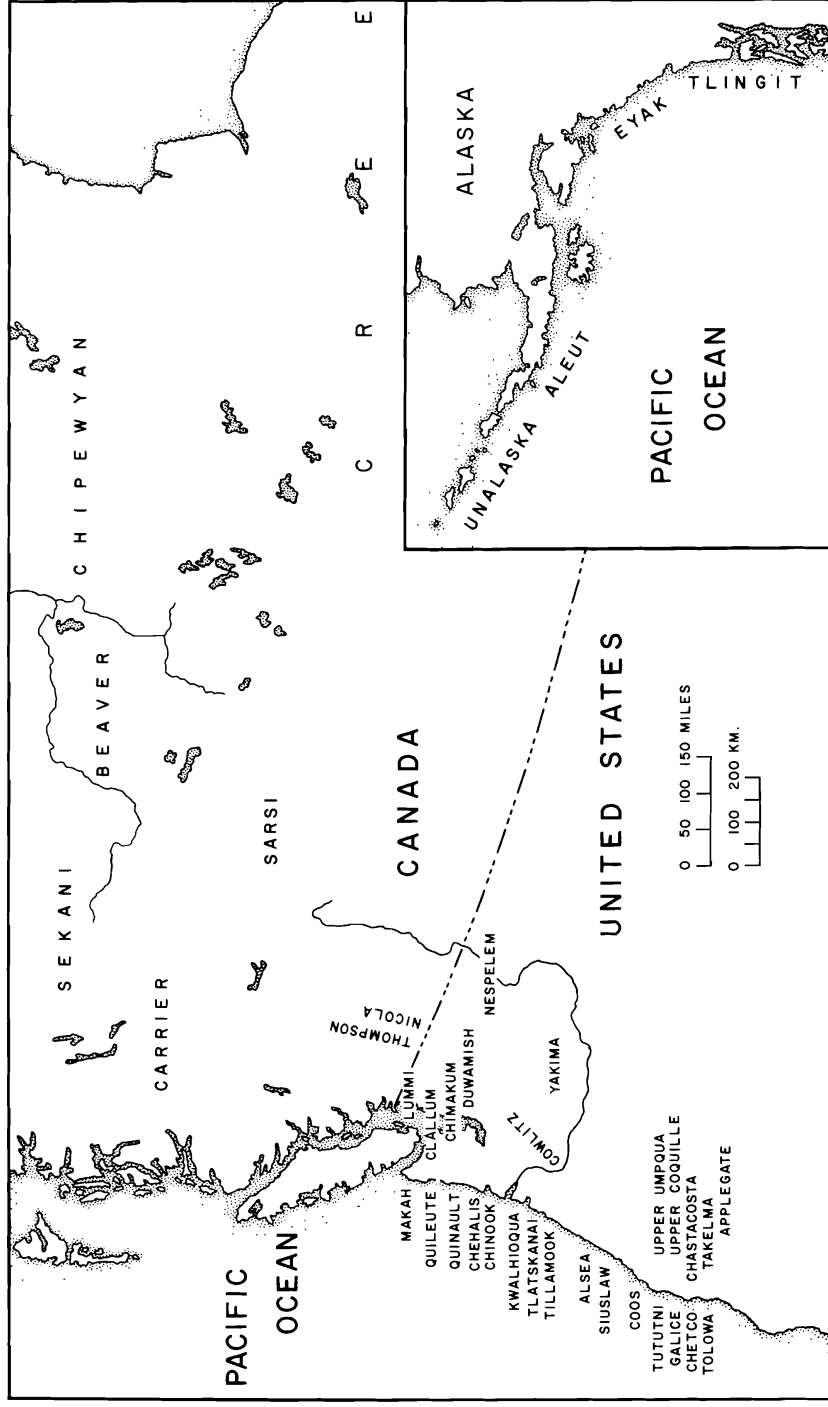 SEKANI
CARRIER
BEAVER
CHIPEWYAN
SARSI
CREE
CANADA
THOMPSON
NICOLA
PACIFIC
OCEAN
LUMMI
CLALLUM
CHIMAKUM
DUWAMISH
NESPELEM
YAKIMA
COWLITZ
MAKAH
QUILEUTE
QUINAULT
CHEHALIS
CHINOOK
KWALHIOQUA
TLATSKANAI
TILLAMOOK
ALSEA
SIUSLAW
COOS
TUTUTNI
GALICE
CHETCO
TOLOWA
UPPER UMPQUA
UPPER COQUILLE
CHASTACOSTA
TAKELMA
APPLEGATE
UNITED STATES
0 50 100 150 MILES
0 100 200 KM.
ALASKA
EYAK
TLINGIT
UNALASKA ALEUT
PACIFIC
OCEAN